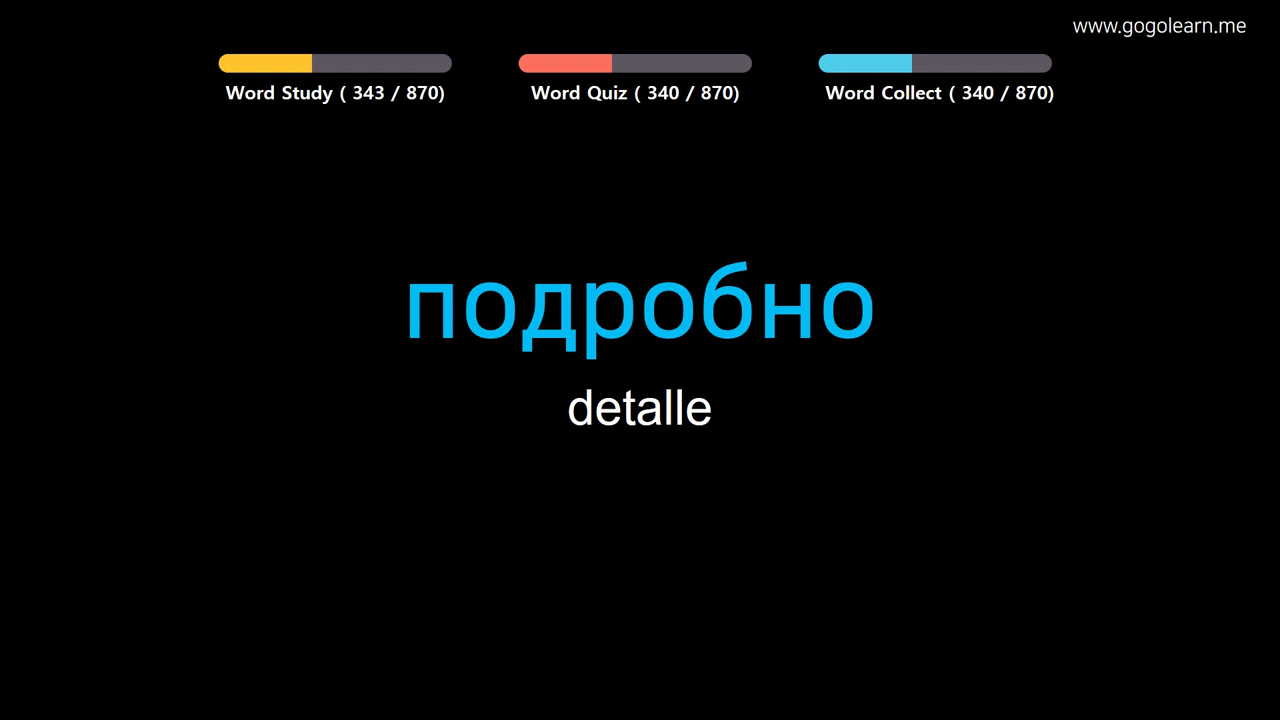 www.gogolearn.me
Word Study ( 343 / 870)
Word Quiz ( 340 / 870)
Word Collect ( 340 / 870)
подробно
detalle